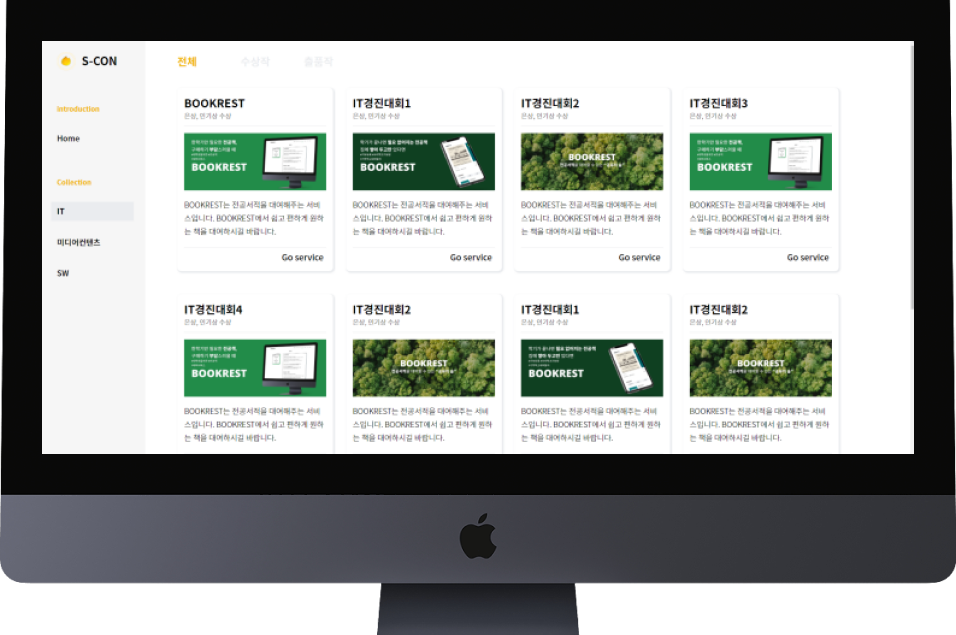 S-CON
Introduction
Home
Collection
IT
미디어컨텐츠
SW
전체
수상작
출품작
BOOKREST
은상, 인기상 수상
BOOKREST
BOOKREST는 전공서적을 대여해주는 서비
스입니다. BOOKREST에서 쉽고 편하게 원하
는 책을 대여하시길 바랍니다.
Go service
IT경진대회1
은상, 인기상 수상
BOOKREST
BOOKREST는 전공서적을 대여해주는 서비
스입니다. BOOKREST에서 쉽고 편하게 원하
는 책을 대여하시길 바랍니다.
Go service
IT경진대회2
은상, 인기상 수상
BOOKREST
BOOKREST는 전공서적을 대여해주는 서비
스입니다. BOOKREST에서 쉽고 편하게 원하
는 책을 대여하시길 바랍니다.
Go service
IT경진대회3
은상, 인기상 수상
BOOKREST
BOOKREST는 전공서적을 대여해주는 서비
스입니다. BOOKREST에서 쉽고 편하게 원하
는 책을 대여하시길 바랍니다.
Go service
IT경진대회4
은상, 인기상 수상
BOOKREST
BOOKREST는 전공서적을 대여해주는 서비
스입니다. BOOKREST에서 쉽고 편하게 원하
는 책을 대여하시길 바랍니다.
IT경진대회2
은상, 인기상 수상
BOOKREST
BOOKREST는 전공서적을 대여해주는 서비
스입니다. BOOKREST에서 쉽고 편하게 원하
는 책을 대여하시길 바랍니다.
IT경진대회1
은상, 인기상 수상
BOOKREST
BOOKREST는 전공서적을 대여해주는 서비
스입니다. BOOKREST에서 쉽고 편하게 원하
는 책을 대여하시길 바랍니다.
IT경진대회2
은상, 인기상 수상
BOOKREST
BOOKREST는 전공서적을 대여해주는 서비
스입니다. BOOKREST에서 쉽고 편하게 원하
는 책을 대여하시길 바랍니다.